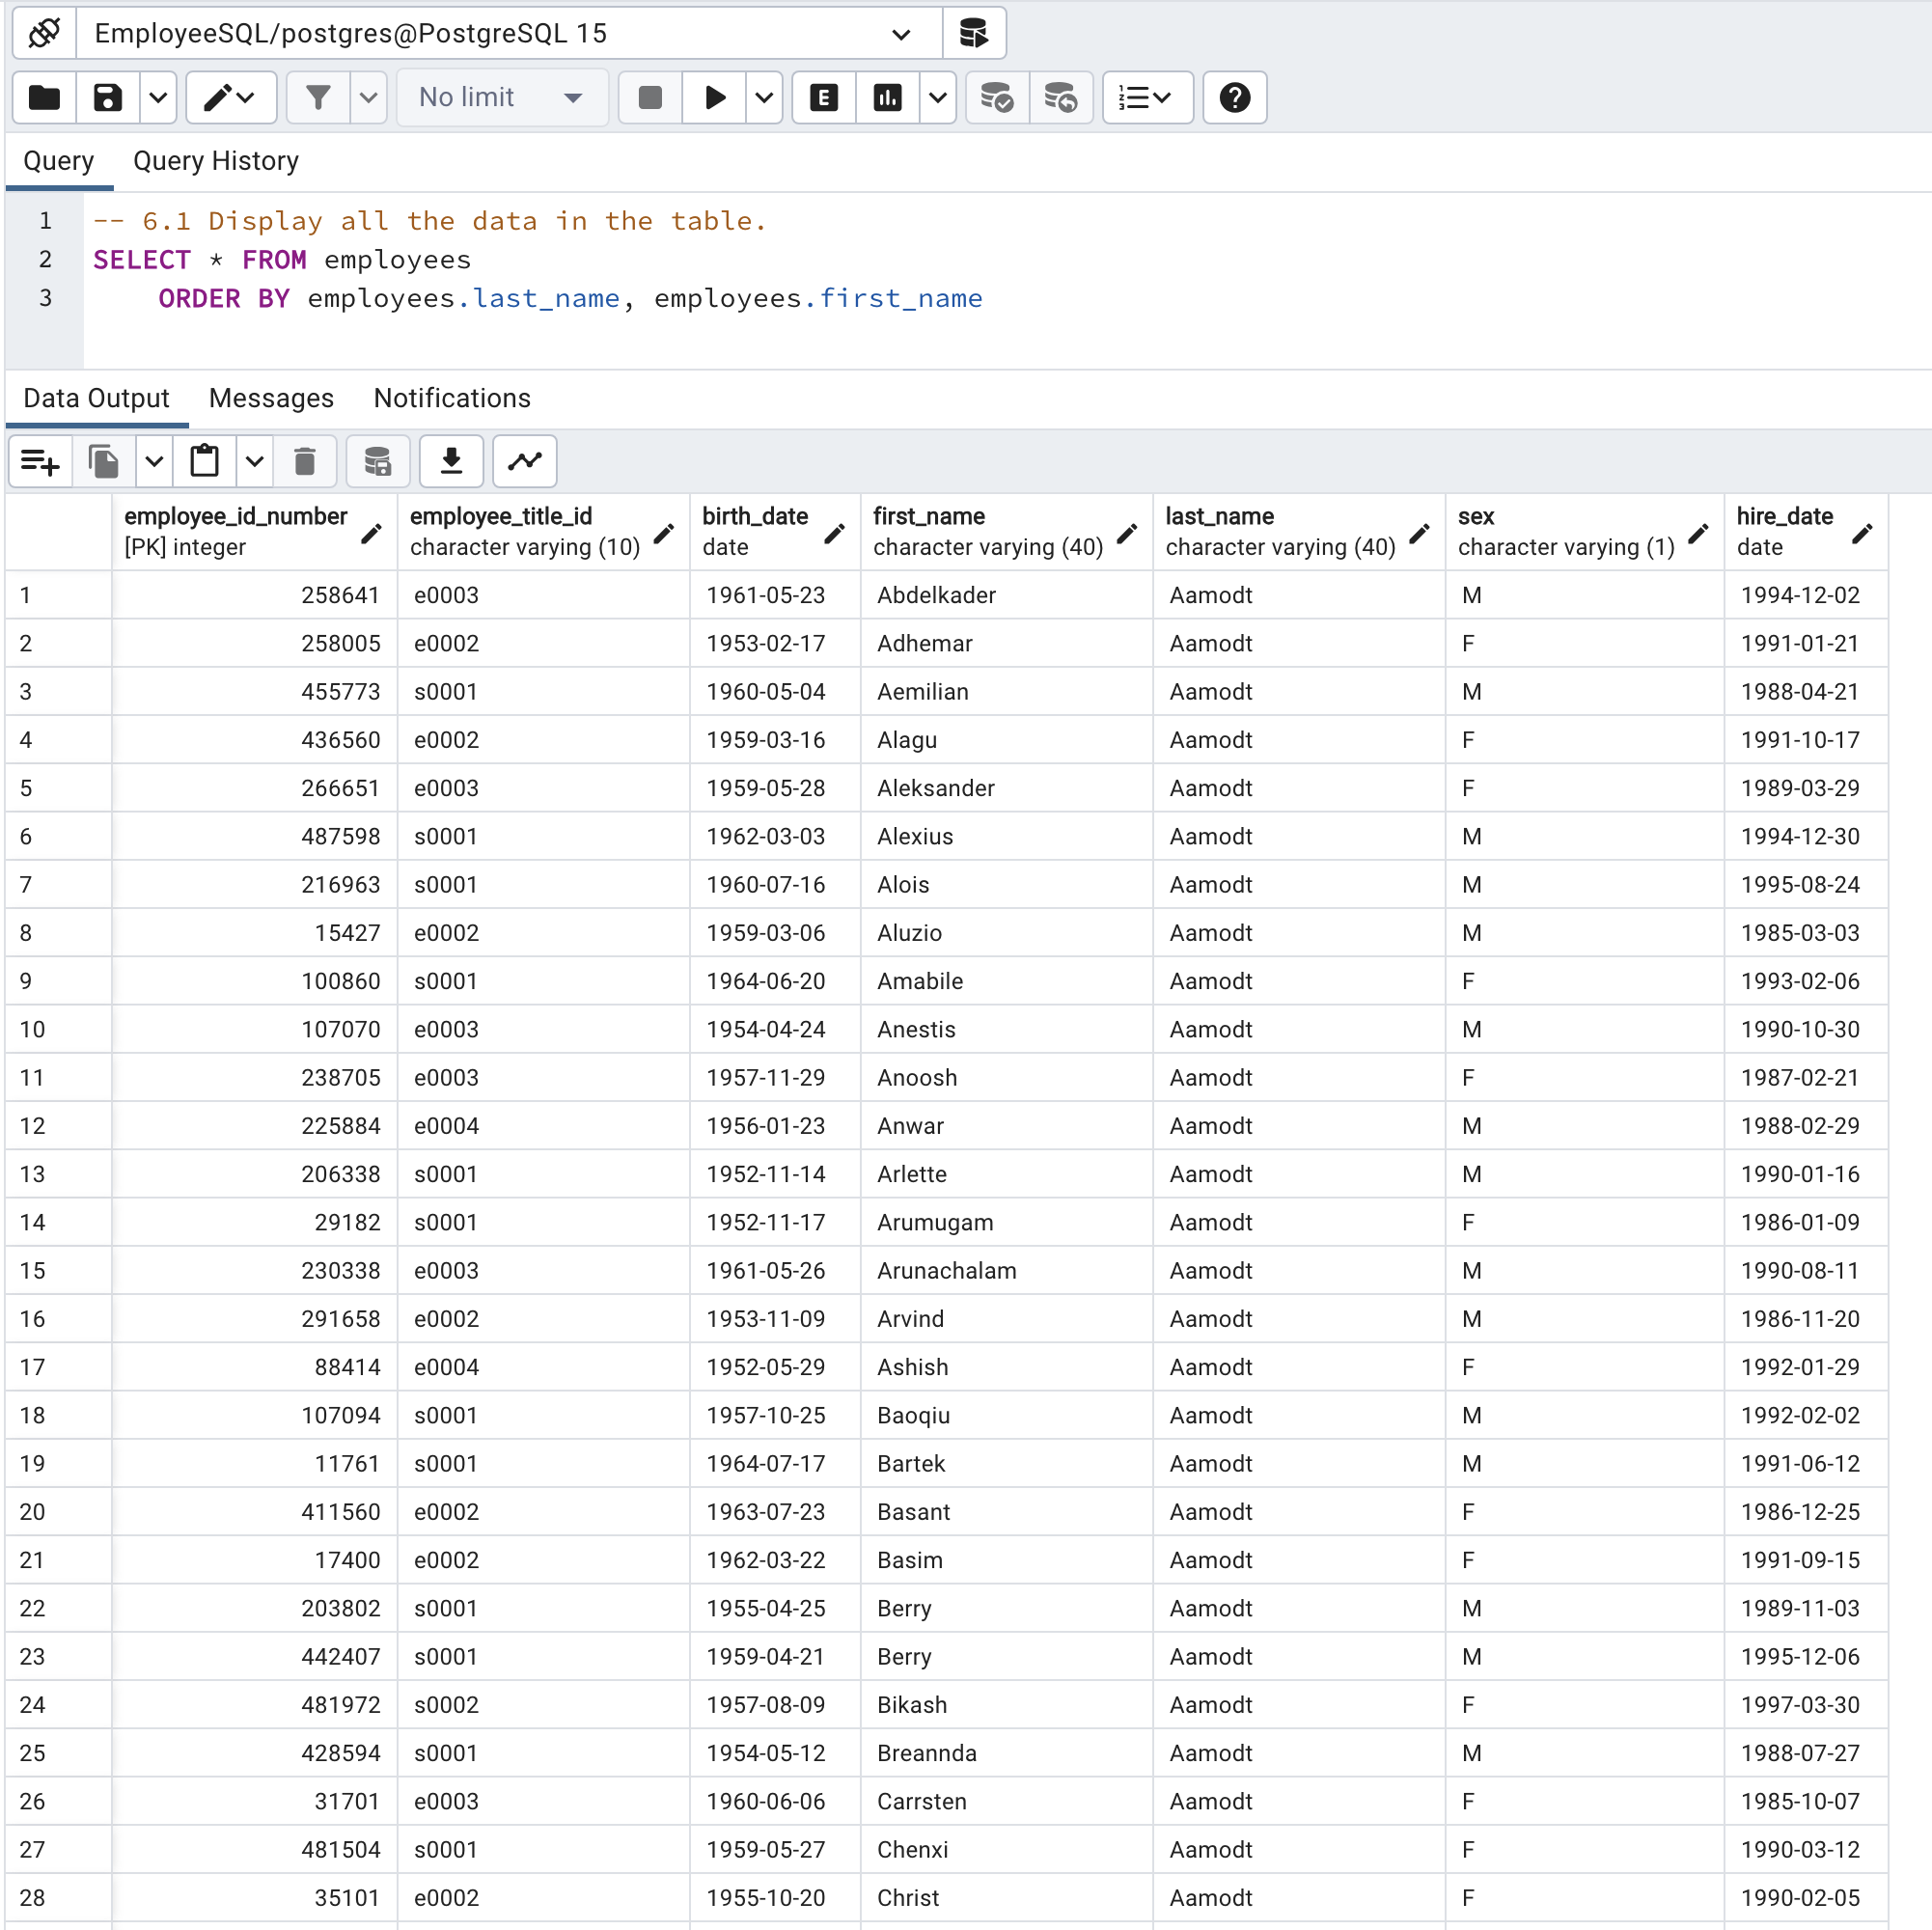 EmployeeSQL/postgres@PostgreSQL 15
No limit
E
Query Query History
1 -- 6.1 Display all the data in the table.
2 SELECT * FROM employees
3 ORDER BY employees.last_name, employees.first_name
Data Output Messages Notifications
employee_id_number employee_title_id birth_date first_name last_name sex hire_date
[PK] integer character varying (10) date character varying (40) character varying (40) character varying (1) date
1 258641 e0003 1961-05-23 Abdelkader Aamodt M 1994-12-02
2 258005 e0002 1953-02-17 Adhemar Aamodt F 1991-01-21
3 455773 s0001 1960-05-04 Aemilian Aamodt M 1988-04-21
4 436560 e0002 1959-03-16 Alagu Aamodt F 1991-10-17
5 266651 e0003 1959-05-28 Aleksander Aamodt F 1989-03-29
6 487598 s0001 1962-03-03 Alexius Aamodt M 1994-12-30
7 216963 s0001 1960-07-16 Alois Aamodt M 1995-08-24
8 15427 e0002 1959-03-06 Aluzio Aamodt M 1985-03-03
9 100860 s0001 1964-06-20 Amabile Aamodt F 1993-02-06
10 107070 e0003 1954-04-24 Anestis Aamodt M 1990-10-30
11 238705 e0003 1957-11-29 Anoosh Aamodt F 1987-02-21
12 225884 e0004 1956-01-23 Anwar Aamodt M 1988-02-29
13 206338 s0001 1952-11-14 Arlette Aamodt M 1990-01-16
14 29182 s0001 1952-11-17 Arumugam Aamodt F 1986-01-09
15 230338 e0003 1961-05-26 Arunachalam Aamodt M 1990-08-11
16 291658 e0002 1953-11-09 Arvind Aamodt M 1986-11-20
17 88414 e0004 1952-05-29 Ashish Aamodt F 1992-01-29
18 107094 s0001 1957-10-25 Baoqiu Aamodt M 1992-02-02
19 11761 s0001 1964-07-17 Bartek Aamodt M 1991-06-12
20 411560 e0002 1963-07-23 Basant Aamodt F 1986-12-25
21 17400 e0002 1962-03-22 Basim Aamodt F 1991-09-15
22 203802 s0001 1955-04-25 Berry Aamodt M 1989-11-03
23 442407 s0001 1959-04-21 Berry Aamodt M 1995-12-06
24 481972 s0002 1957-08-09 Bikash Aamodt F 1997-03-30
25 428594 s0001 1954-05-12 Breannda Aamodt M 1988-07-27
26 31701 e0003 1960-06-06 Carrsten Aamodt F 1985-10-07
27 481504 s0001 1959-05-27 Chenxi Aamodt F 1990-03-12
28 35101 e0002 1955-10-20 Christ Aamodt F 1990-02-05